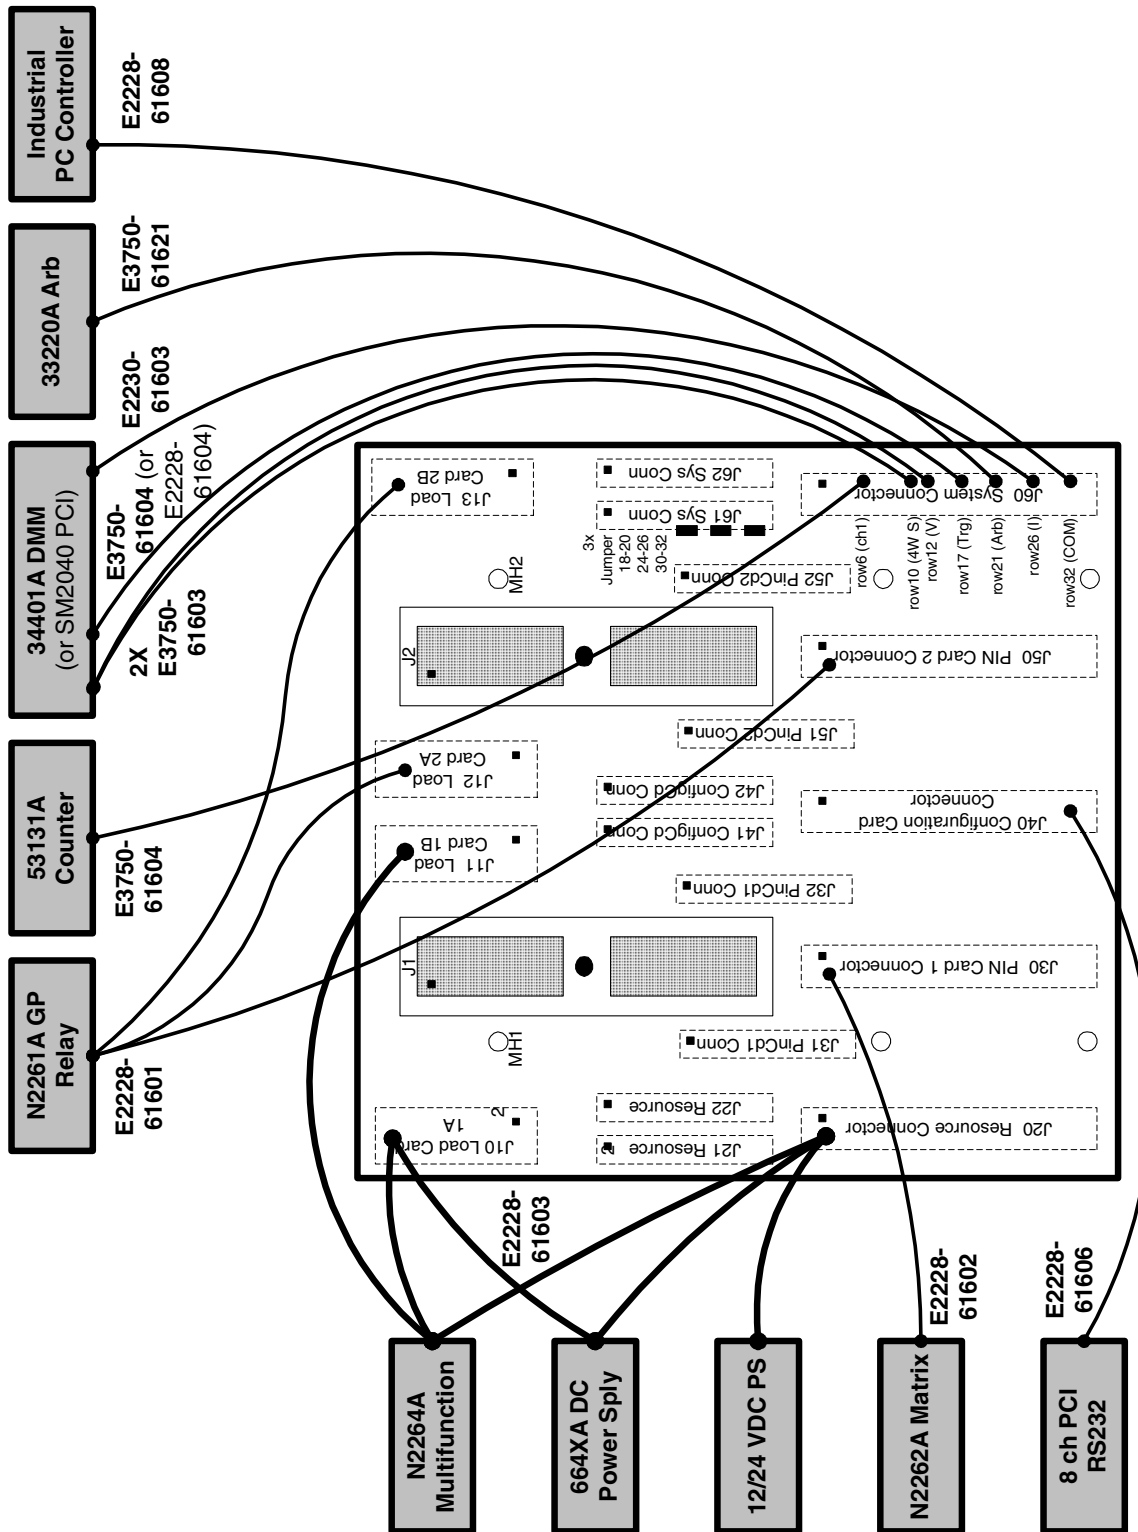 Industrial
PC Controller
E2228-
61608
33220A Arb
E3750-
61621
34401A DMM
(or SM2040 PCI)
E2230-
61603
E3750-
61604 (or
E2228-
61604)
2X
E3750-
61603
53131A
Counter
E3750-
61604
N2261A GP
Relay
E2228-
61601
J13 Load
Card 2B
J62 Sys Conn
J61 Sys Conn
3x
Jumper
18-20
24-26
30-32
J60 System Connector
row6 (ch1)
row10 (4W S)
row12 (V)
row17 (Trg)
row21 (Arb)
row26 (I)
row32 (COM)
MH2
J52 PinCd2 Conn
J2
J50 PIN Card 2 Connector
J51 PinCd2 Conn
J12 Load
Card 2A
J42 ConfigCd Conn
J41 ConfigCd Conn
J40 Configuration Card
Connector
J11 Load
Card 1B
J32 PinCd1 Conn
J1
J30 PIN Card 1 Connector
MH1
J31 PinCd1 Conn
J10 Load Card
1A
2
J22 Resource
J21 Resource
2
J20 Resource Connector
E2228-
61603
E2228-
61602
E2228-
61606
N2264A
Multifunction
664XA DC
Power Sply
12/24 VDC PS
N2262A Matrix
8 ch PCI
RS232